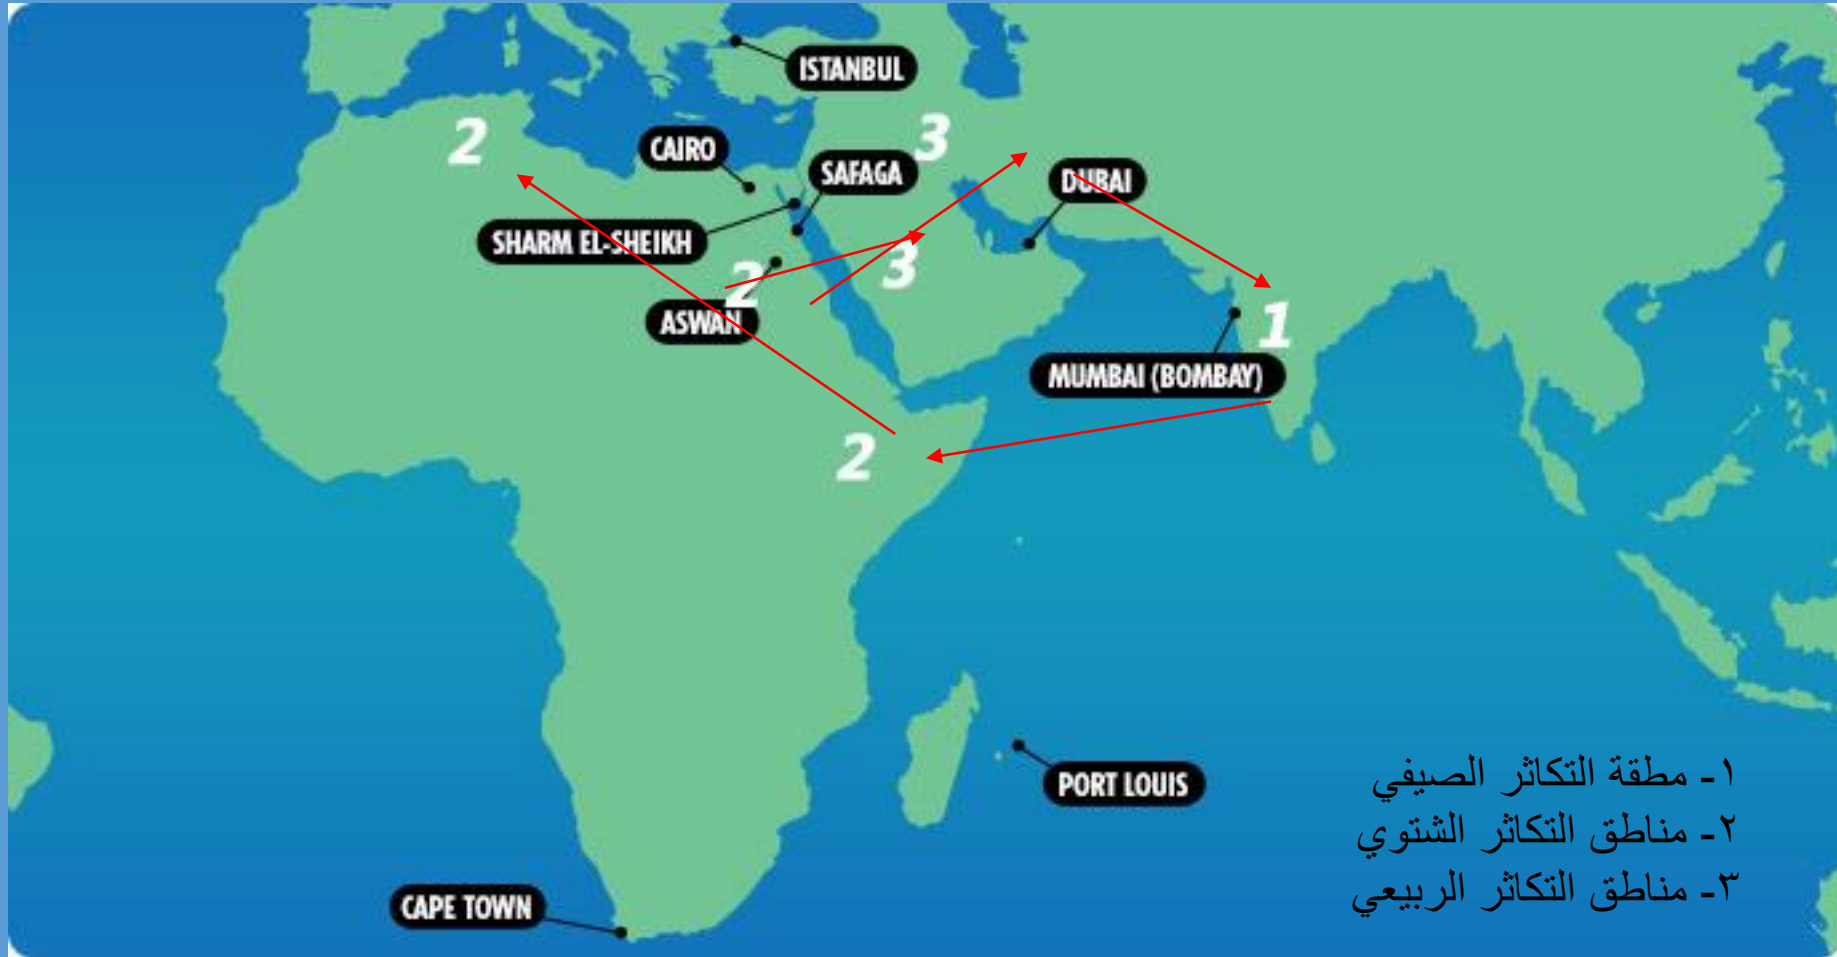 ISTANBUL
2
3
CAIRO
SAFAGA
DUBAI
SHARM EL-SHEIKH
3
2
ASWAN
1
MUMBAI (BOMBAY)
2
PORT LOUIS
١- مطقة التكاثر الصيفي
٢- مناطق التكاثر الشتوي
٣- مناطق التكاثر الربيعي
CAPE TOWN